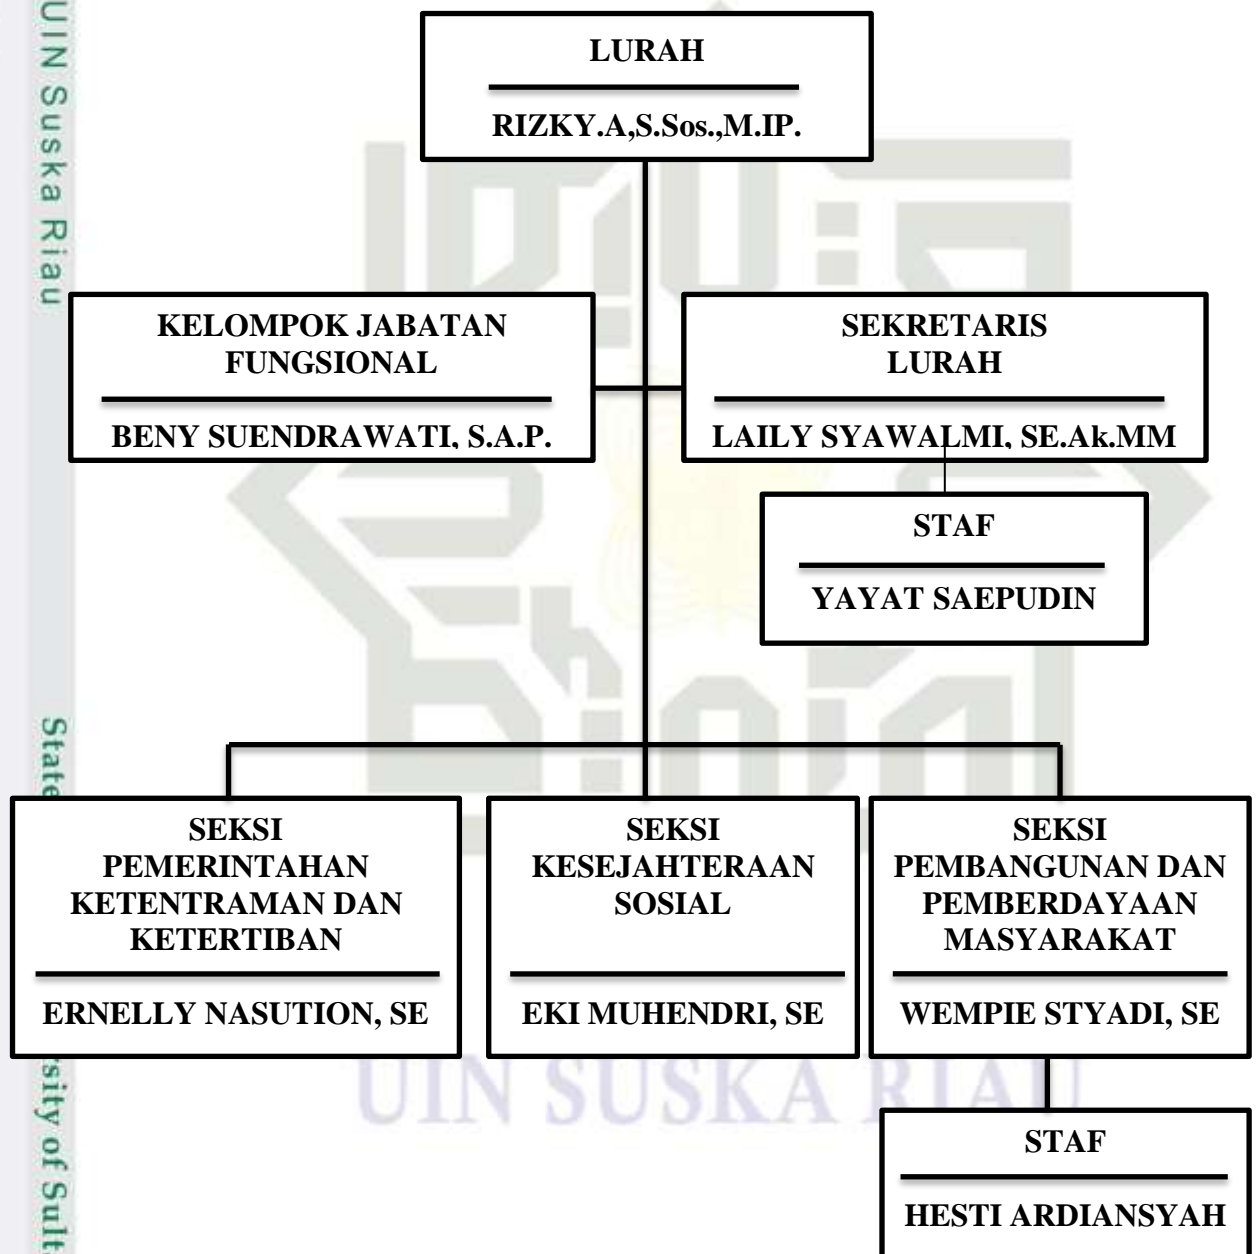 UIN Suska Riau
LURAH
RIZKY.A,S.Sos.,M.IP.
KELOMPOK JABATAN
FUNGSIONAL
BENY SUENDRAWATI, S.A.P.
SEKRETARIS
LURAH
LAILY SYAWALMI, SE.Ak.MM
STAF
YAYAT SAEPUDIN
SEKSI
PEMERINTAHAN
KETENTRAMAN DAN
KETERTIBAN
ERNELLY NASUTION, SE
SEKSI
KESEJAHTERAAN
SOSIAL
EKI MUHENDRI, SE
SEKSI
PEMBANGUNAN DAN
PEMBERDAYAAN
MASYARAKAT
WEMPIE STYADI, SE
STAF
HESTI ARDIANSYAH
UIN SUSKA RIAU
State
of